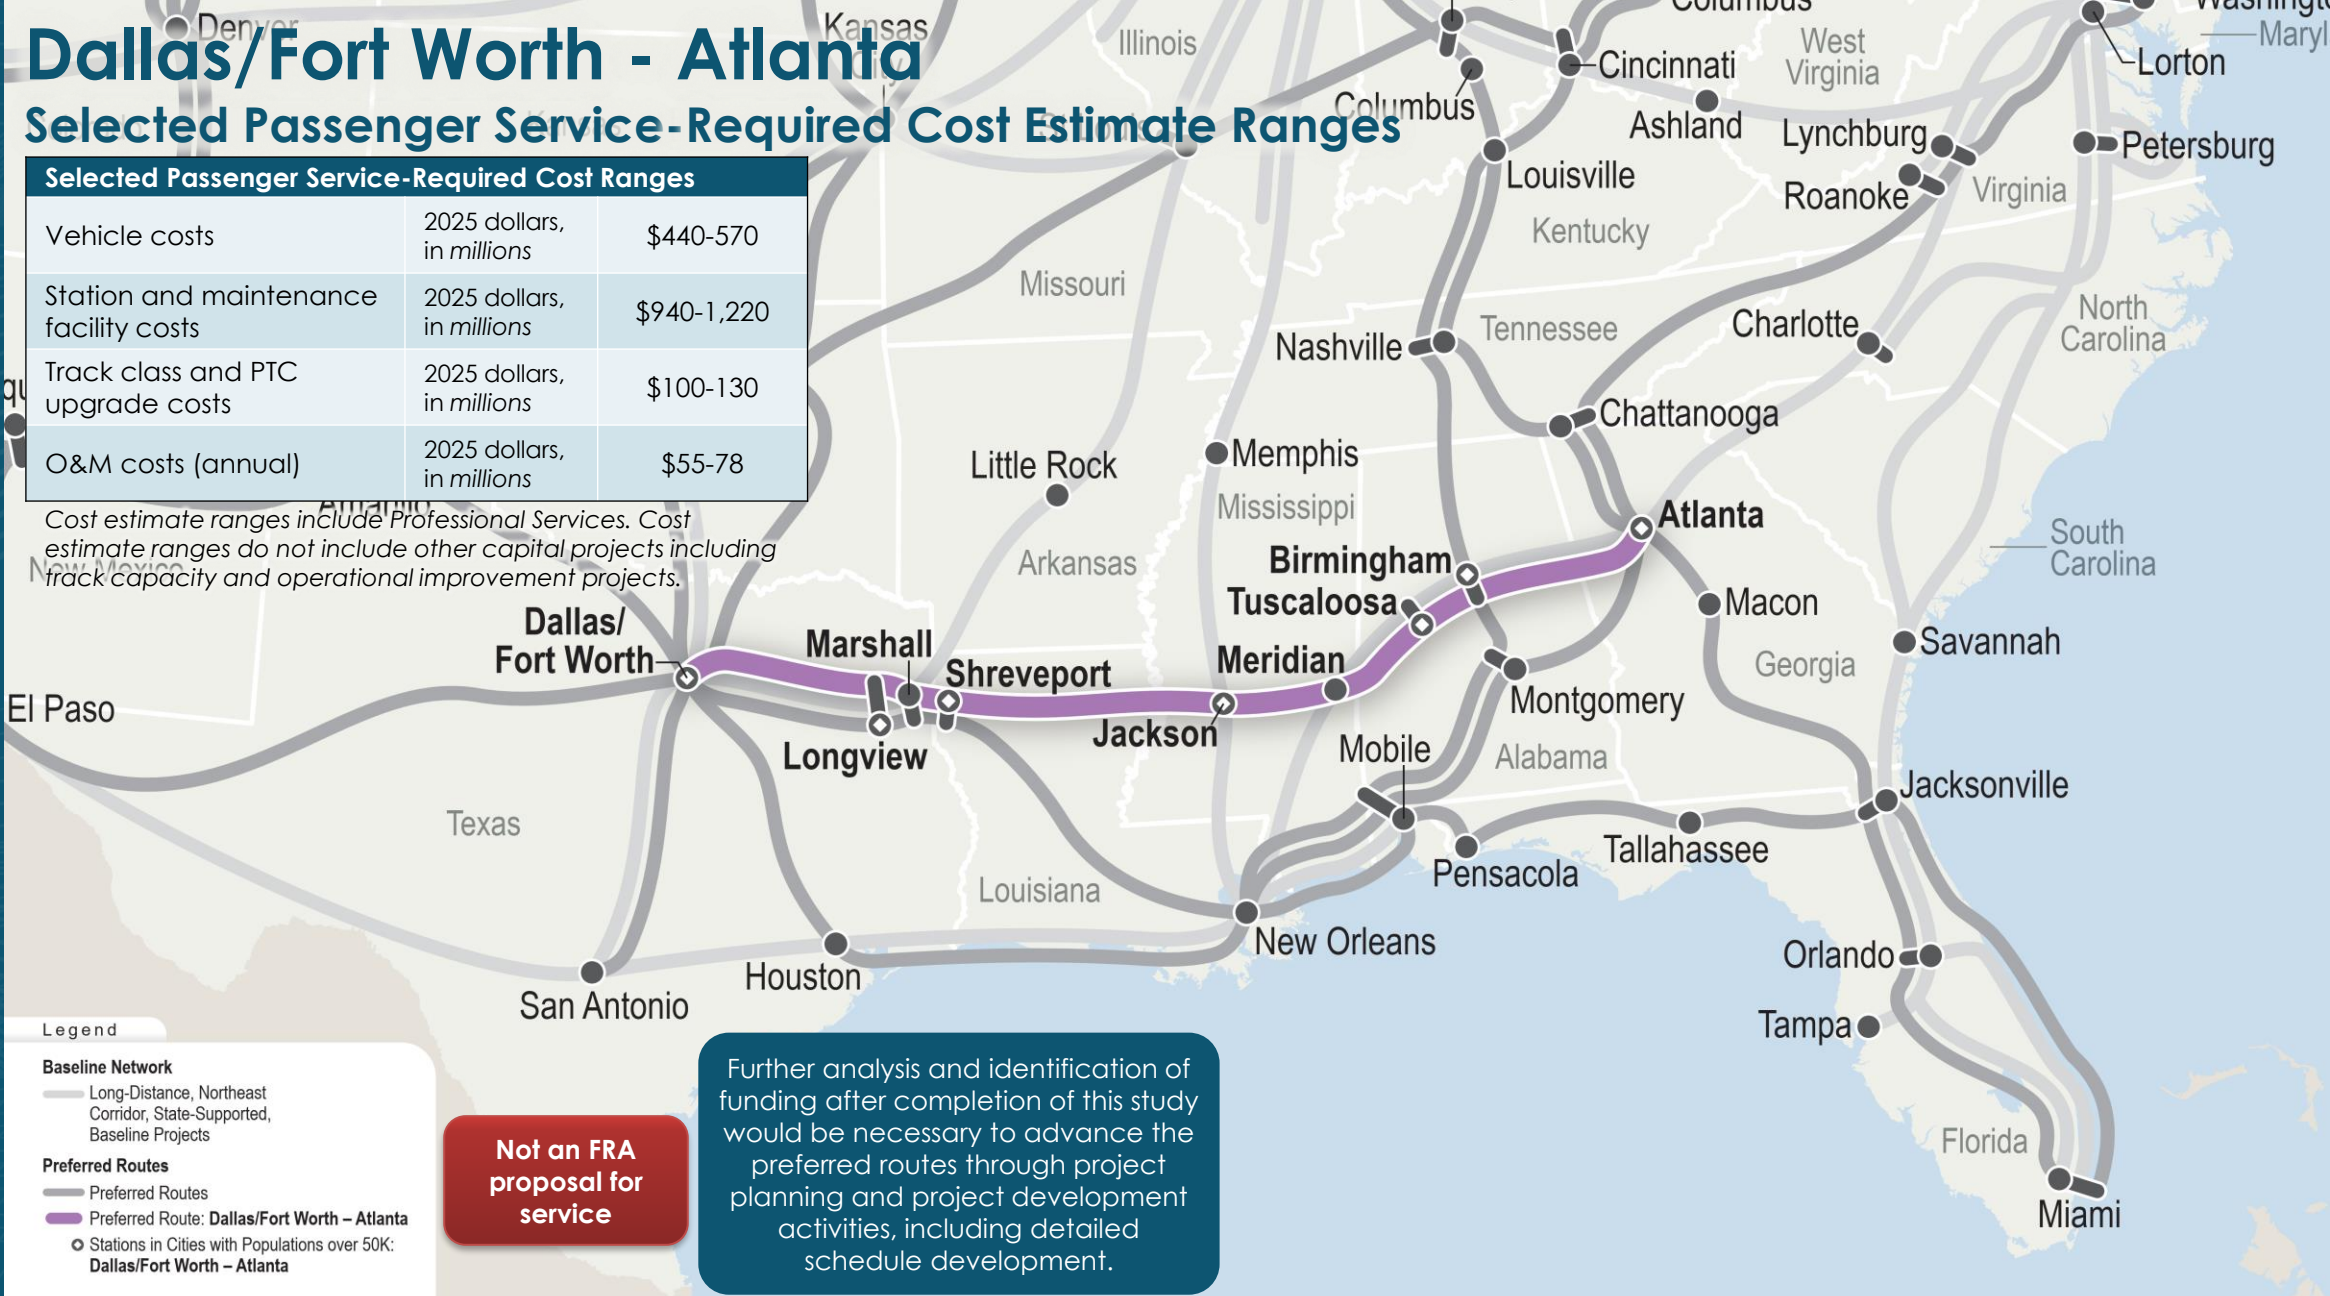 Dallas/Fort Worth - Atlanta
Selected Passenger Service-Required Cost Estimate Ranges
Selected Passenger Service-Required Cost Ranges
Vehicle costs
2025 dollars,
in millions
$440-570
Station and maintenance
facility costs
2025 dollars,
in millions
$940-1,220
Track class and PTC
upgrade costs
2025 dollars,
in millions
$100-130
O&M costs (annual)
2025 dollars,
in millions
$55-78
Cost estimate ranges include Professional Services. Cost
estimate ranges do not include other capital projects including
track capacity and operational improvement projects.
Denver
Kansas
City
Illinois
Columbus
Cincinnati
West
Virginia
Lorton
Columbus
Ashland
Lynchburg
Petersburg
Louisville
Roanoke
Virginia
Kentucky
Missouri
Nashville
Tennessee
Charlotte
North
Carolina
Chattanooga
Little Rock
Memphis
Mississippi
Amarillo
New Mexico
Arkansas
Atlanta
South
Carolina
Birmingham
Tuscaloosa
Macon
Dallas/
Fort Worth
Marshall
Shreveport
Meridian
Savannah
Georgia
El Paso
Jackson
Montgomery
Longview
Mobile
Alabama
Jacksonville
Texas
Tallahassee
Pensacola
Louisiana
New Orleans
Houston
San Antonio
Orlando
Tampa
Florida
Miami
Legend
Baseline Network
Long-Distance, Northeast
Corridor, State-Supported,
Baseline Projects
Preferred Routes
Preferred Routes
Preferred Route: Dallas/Fort Worth – Atlanta
Stations in Cities with Populations over 50K:
Dallas/Fort Worth – Atlanta
Not an FRA
proposal for
service
Further analysis and identification of
funding after completion of this study
would be necessary to advance the
preferred routes through project
planning and project development
activities, including detailed
schedule development.